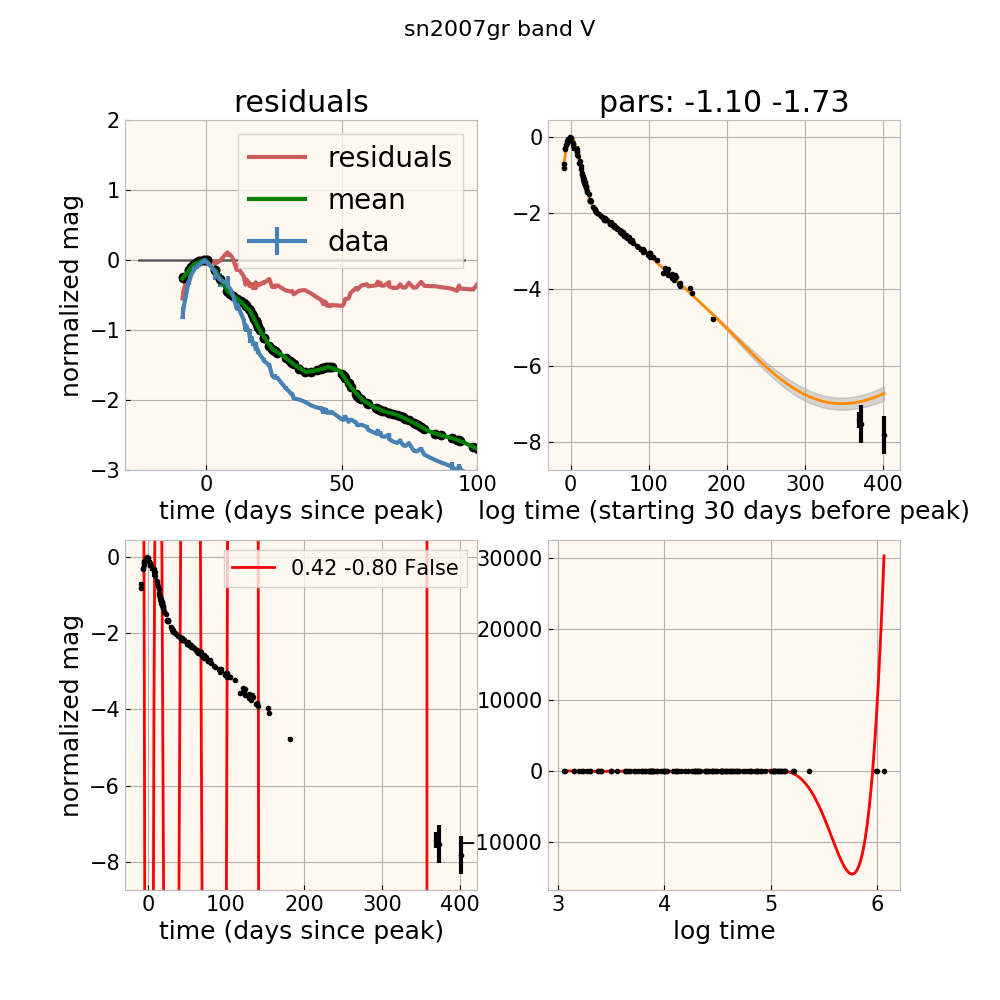 sn2007gr band V
residuals
pars: -1.10 -1.73
2
1
0
−1
−2
−3
normalized mag
residuals
mean
data
0
50
100
time (days since peak)
0
−2
−4
−6
−8
0
100
200
300
400
log time (starting 30 days before peak)
0
−2
−4
−6
−8
normalized mag
0.42 -0.80 False
0
100
200
300
400
time (days since peak)
30000
20000
10000
0
−10000
3
4
5
6
log time